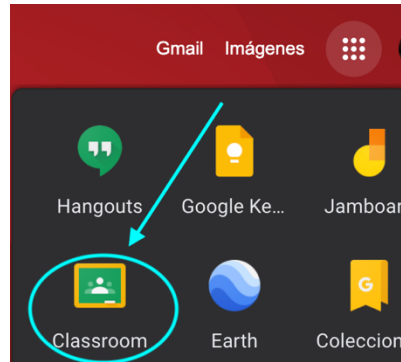 Gmail Imágenes
Hangouts Google Ke... Jamboar
G
Classroom Earth Coleccion